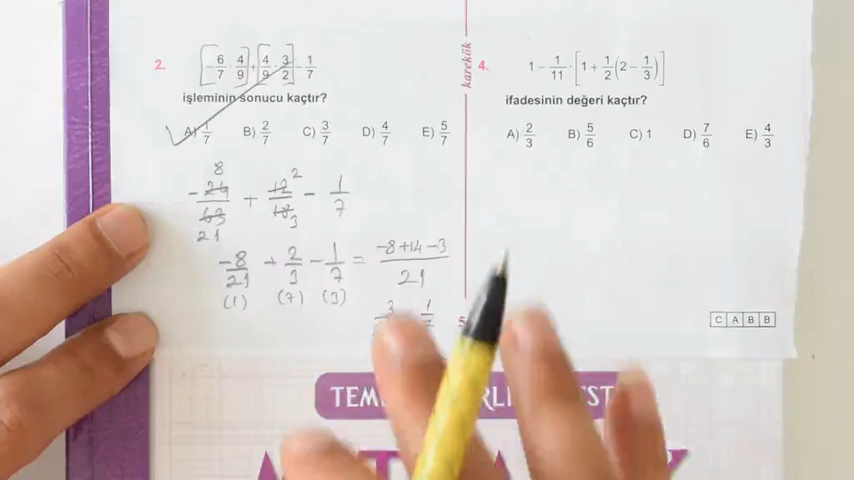 2. [-6/7 · 4/9] + [4/9 · 3/2] - 1/7
işleminin sonucu kaçtır?
A) 1/7 B) 2/7 C) 3/7 D) 4/7 E) 5/7
-24/63 + 12/18 - 1/7
8 2
21 3
-8/21 + 2/3 - 1/7 = -8+14-3/21
(1) (7) (3)
3 1
karekök
4. 1 - 1/11 · [1 + 1/2(2 - 1/3)]
ifadesinin değeri kaçtır?
A) 2/3 B) 5/6 C) 1 D) 7/6 E) 4/3
C A B B